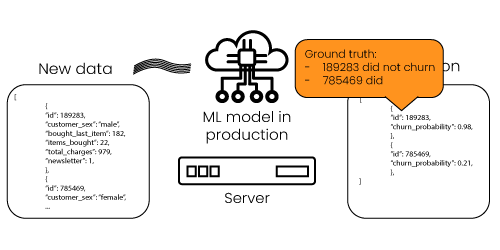 New data
[
{
"id": 189283,
"customer_sex": "male",
"bought_last_item": 182,
"items_bought": 22,
"total_charges": 979,
"newsletter": 1,
},
{
"id": 785469,
"customer_sex": "female",
...
ML model in
production
Server
Ground truth:
- 189283 did not churn
- 785469 did
on
[
{
"id": 189283,
"churn_probability": 0.98,
},
{
"id": 785469,
"churn_probability": 0.21,
},
]